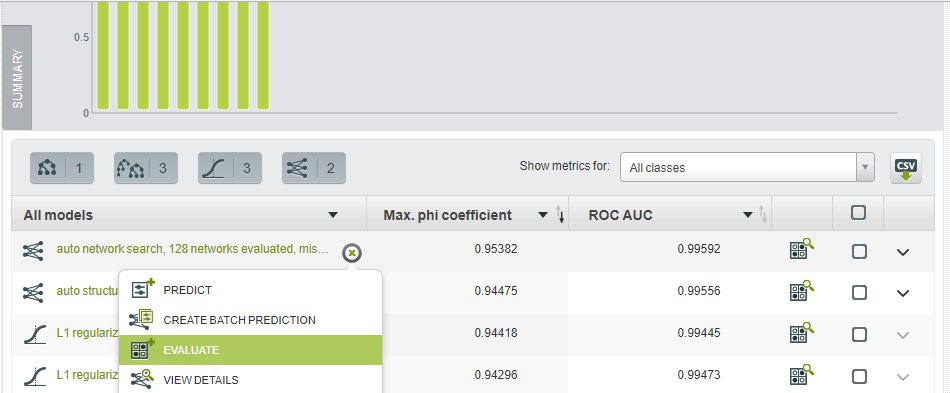 0.5
0
SUMMARY
1
3
3
2
Show metrics for:
All classes
CSV
All models
Max. phi coefficient
ROC AUC
auto network search, 128 networks evaluated, mis... 0.95382 0.99592
auto structu 0.94475 0.99556
L1 regulariz 0.94418 0.99445
L1 regulariz 0.94296 0.99473
PREDICT
CREATE BATCH PREDICTION
EVALUATE
VIEW DETAILS